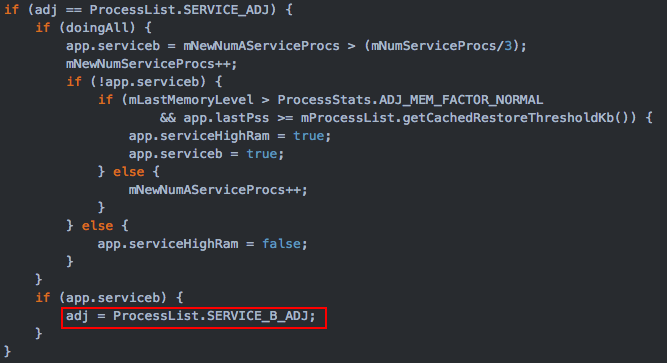 if (adj == ProcessList.SERVICE_ADJ) {
    if (doingAll) {
        app.serviceb = mNewNumAServiceProcs > (mNumServiceProcs/3);
        mNewNumServiceProcs++;
        if (!app.serviceb) {
            if (mLastMemoryLevel > ProcessStats.ADJ_MEM_FACTOR_NORMAL
                    && app.lastPss >= mProcessList.getCachedRestoreThresholdKb()) {
                app.serviceHighRam = true;
                app.serviceb = true;
            } else {
                mNewNumAServiceProcs++;
            }
        } else {
            app.serviceHighRam = false;
        }
    }
    if (app.serviceb) {
        adj = ProcessList.SERVICE_B_ADJ;
    }
}